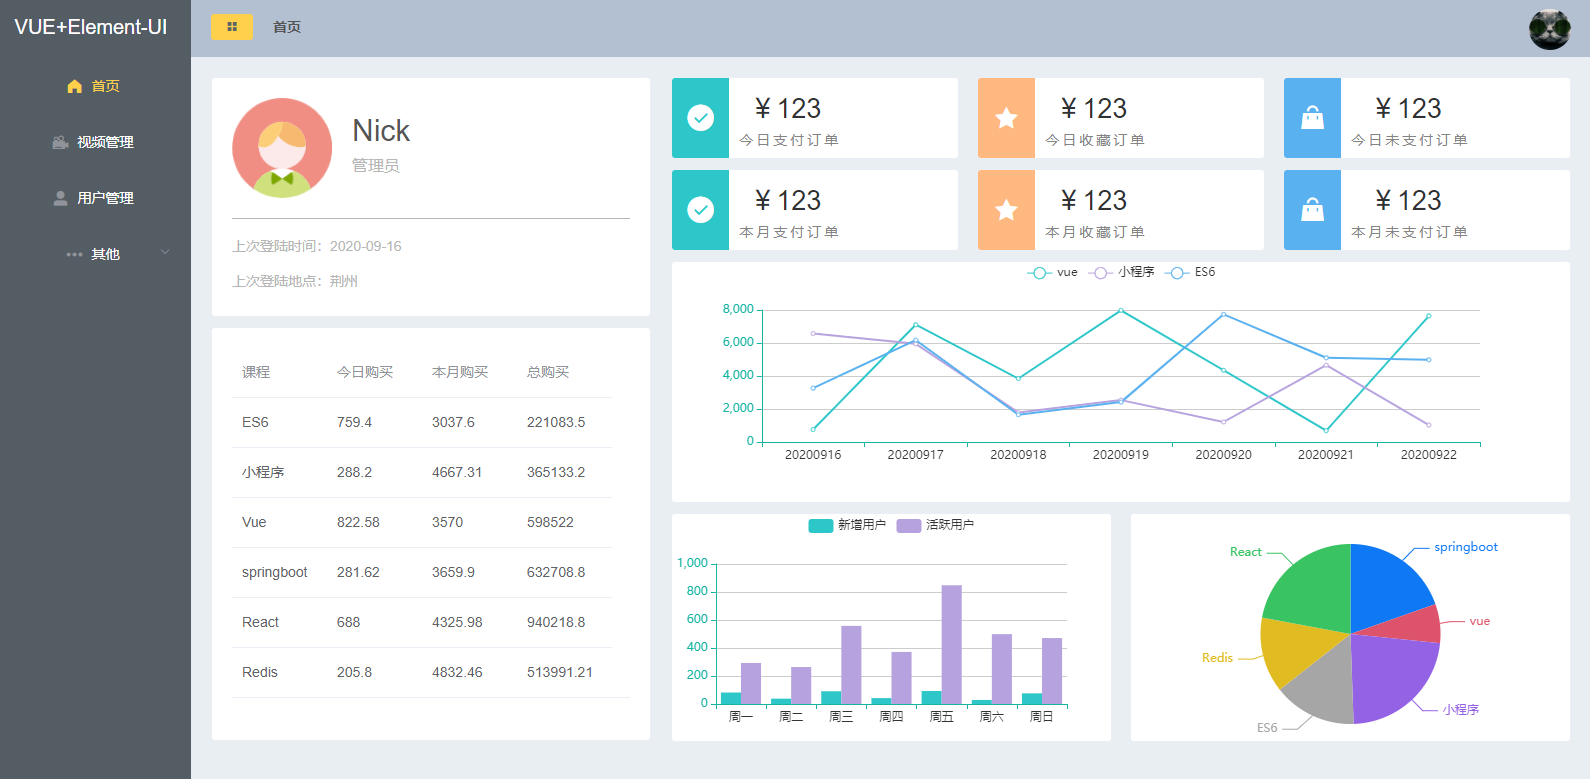 VUE+Element-UI
首页
视频管理
用户管理
其他
首页
Nick
管理员
上次登陆时间：2020-09-16
上次登陆地点：荆州
课程 今日购买 本月购买 总购买
ES6 759.4 3037.6 221083.5
小程序 288.2 4667.31 365133.2
Vue 822.58 3570 598522
springboot 281.62 3659.9 632708.8
React 688 4325.98 940218.8
Redis 205.8 4832.46 513991.21
¥ 123
今日支付订单
¥ 123
今日收藏订单
¥ 123
今日未支付订单
¥ 123
本月支付订单
¥ 123
本月收藏订单
¥ 123
本月未支付订单
vue 小程序 ES6
8,000
6,000
4,000
2,000
0
20200916 20200917 20200918 20200919 20200920 20200921 20200922
新增用户 活跃用户
1,000
800
600
400
200
0
周一 周二 周三 周四 周五 周六 周日
React springboot
vue
Redis
小程序
ES6